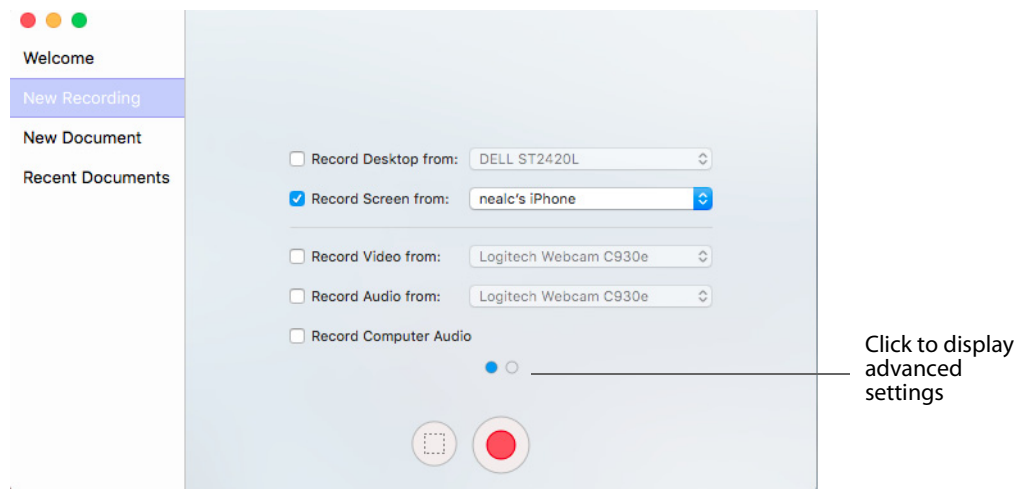 Welcome
New Recording
New Document
Recent Documents
Record Desktop from: DELL ST2420L
Record Screen from: nealc's iPhone
Record Video from: Logitech Webcam C930e
Record Audio from: Logitech Webcam C930e
Record Computer Audio
Click to display
advanced
settings